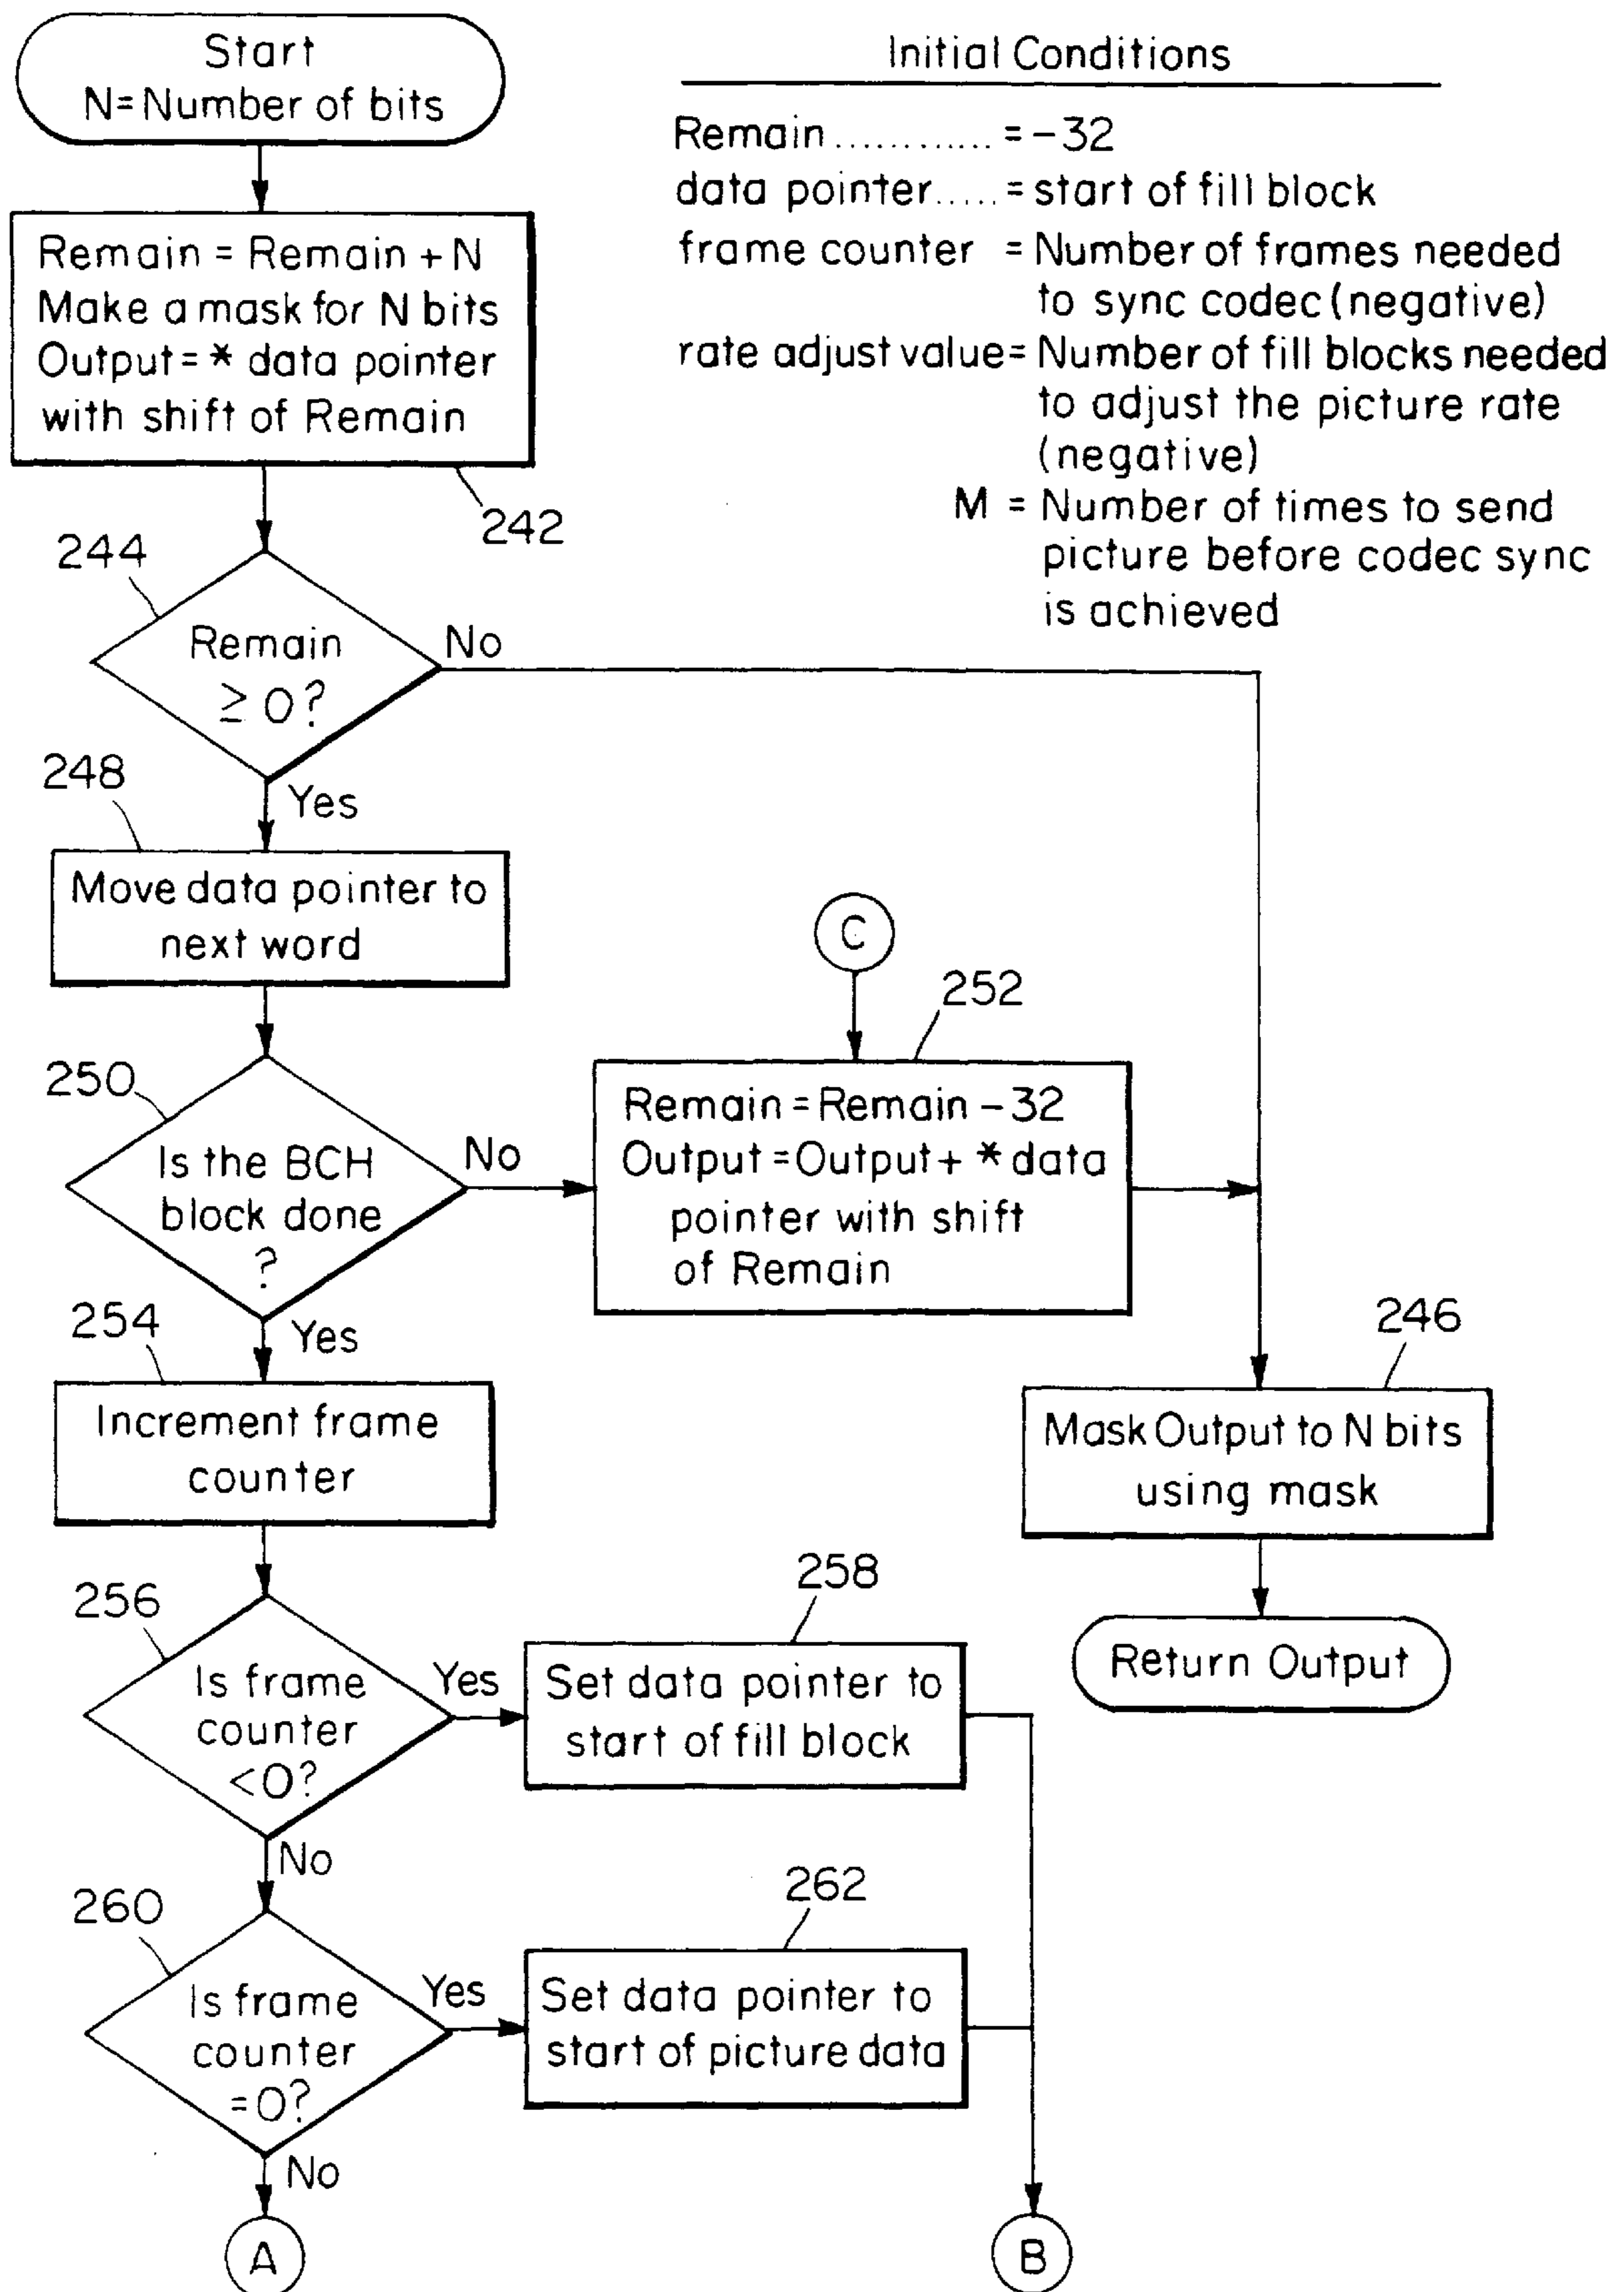 Start
N=Number of bits
Initial Conditions
Remain ............ = -32
data pointer ..... = start of fill block
frame counter = Number of frames needed
to sync codec (negative)
rate adjust value = Number of fill blocks needed
to adjust the picture rate
(negative)
M = Number of times to send
picture before codec sync
is achieved
Remain = Remain + N
Make a mask for N bits
Output = * data pointer
with shift of Remain
242
244
Remain
≥ 0?
No
Yes
248
Move data pointer to
next word
C
252
250
Is the BCH
block done
?
No
Yes
Remain = Remain - 32
Output = Output + * data
pointer with shift
of Remain
254
Increment frame
counter
246
Mask Output to N bits
using mask
Return Output
256
Is frame
counter
<0?
Yes
No
258
Set data pointer to
start of fill block
260
Is frame
counter
=0?
Yes
No
262
Set data pointer to
start of picture data
A
B